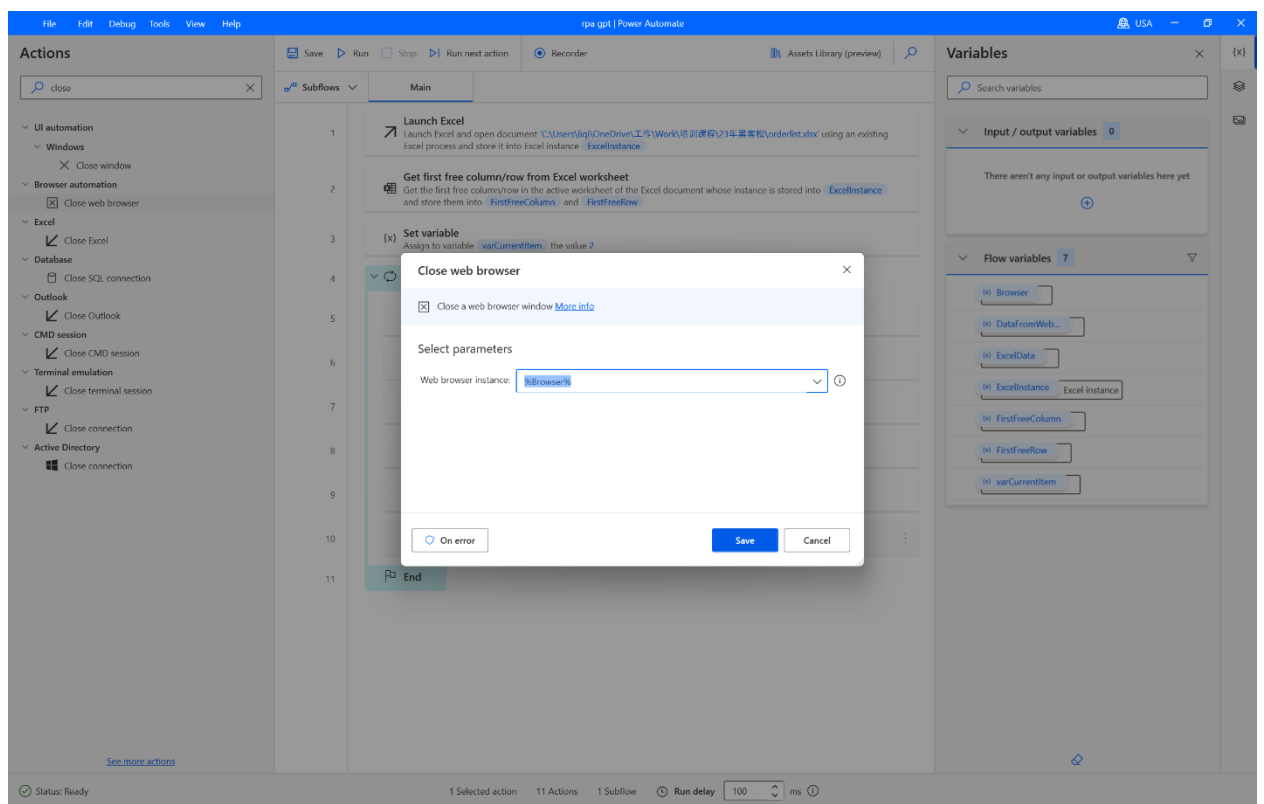 File Edit Debug Tools View Help
rpa gpt | Power Automate
USA
Actions
close
UI automation
Windows
Close window
Browser automation
Close web browser
Excel
Close Excel
Database
Close SQL connection
Outlook
Close Outlook
CMD session
Close CMD session
Terminal emulation
Close terminal session
FTP
Close connection
Active Directory
Close connection
See more actions
Save Run Stop Run next action Recorder
Assets Library (preview)
Subflows
Main
1
Launch Excel
Launch Excel and open document 'C:\Users\liqi\OneDrive\工作\Work\培训课程\23年黑客松\orderlist.xlsx' using an existing
Excel process and store it into Excel instance ExcelInstance
2
Get first free column/row from Excel worksheet
Get the first free column/row in the active worksheet of the Excel document whose instance is stored into ExcelInstance
and store them into FirstFreeColumn and FirstFreeRow
3
Set variable
Assign to variable varCurrentItem the value 2
4
5
6
7
8
9
10
11
End
Close web browser
Close a web browser window More info
Select parameters
Web browser instance: %Browser%
On error
Save
Cancel
Variables
{x}
Search variables
Input / output variables 0
There aren't any input or output variables here yet
Flow variables 7
Browser
DataFromWeb...
ExcelData
ExcelInstance Excel instance
FirstFreeColumn
FirstFreeRow
varCurrentItem
Status: Ready
1 Selected action 11 Actions 1 Subflow Run delay 100 ms